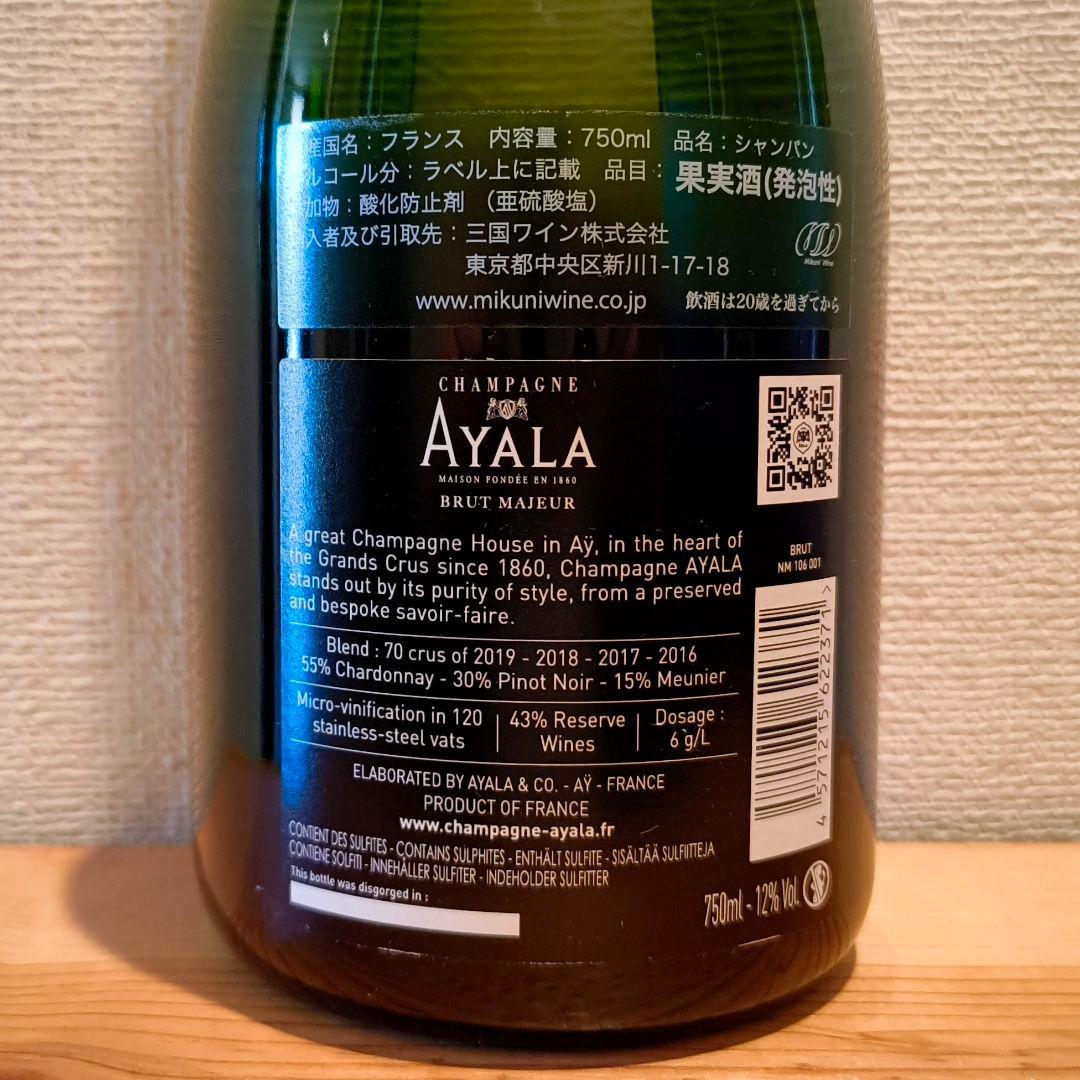 産国名：フランス 内容量：750ml 品名：シャンパン
ルコール分：ラベル上に記載 品目：果実酒(発泡性)
加物：酸化防止剤 （亜硫酸塩）
入者及び引取先：三国ワイン株式会社
Mikuni Wine
東京都中央区新川1-17-18
www.mikuniwine.co.jp 飲酒は20歳を過ぎてから
CHAMPAGNE
AYALA
MAISON FONDÉE EN 1860
BRUT MAJEUR
A great Champagne House in Aÿ, in the heart of
the Grands Crus since 1860, Champagne AYALA
stands out by its purity of style, from a preserved
and bespoke savoir-faire.
BRUT
NM 106 001
Blend : 70 crus of 2019 - 2018 - 2017 - 2016
55% Chardonnay - 30% Pinot Noir - 15% Meunier
Micro-vinification in 120
stainless-steel vats
43% Reserve
Wines
Dosage :
6 g/L
4 571215 622371 >
ELABORATED BY AYALA & CO. - AŸ - FRANCE
PRODUCT OF FRANCE
www.champagne-ayala.fr
CONTIENT DES SULFITES - CONTAINS SULPHITES - ENTHÄLT SULFITE - SISÄLTÄÄ SULFIITTEJA
CONTIENE SOLFITI - INNEHÅLLER SULFITER - INDEHOLDER SULFITTER
This bottle was disgorged in :
750ml - 12% Vol.